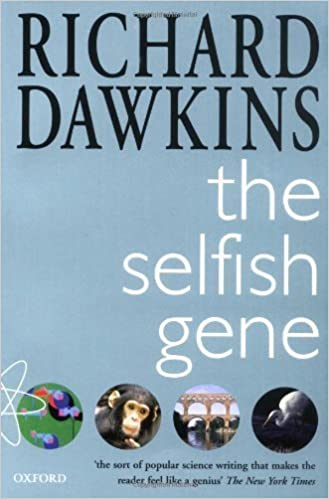 RICHARD
DAWKINS
the
selfish
gene
'the sort of popular science writing that makes the
reader feel like a genius' The New York Times
OXFORD